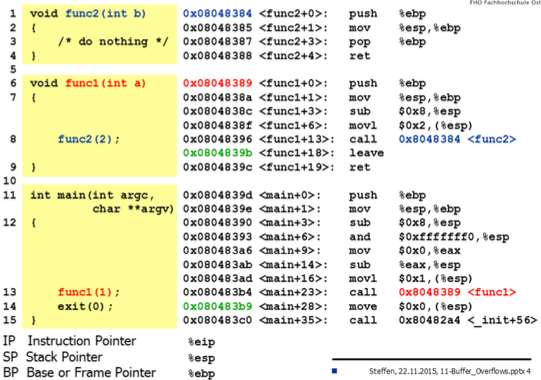 FHO Fachhochschule Ost
1 void func2(int b) 0x08048384 <func2+0>: push %ebp
2 { 0x08048385 <func2+1>: mov %esp,%ebp
3 /* do nothing */ 0x08048387 <func2+3>: pop %ebp
4 } 0x08048388 <func2+4>: ret
5
6 void func1(int a) 0x08048389 <func1+0>: push %ebp
7 { 0x0804838a <func1+1>: mov %esp,%ebp
0x0804838c <func1+3>: sub $0x8,%esp
0x0804838f <func1+6>: movl $0x2,(%esp)
8 func2(2); 0x08048396 <func1+13>: call 0x8048384 <func2>
0x0804839b <func1+18>: leave
9 } 0x0804839c <func1+19>: ret
10
11 int main(int argc, 0x0804839d <main+0>: push %ebp
char **argv) 0x0804839e <main+1>: mov %esp,%ebp
12 { 0x08048390 <main+3>: sub $0x8,%esp
0x08048393 <main+6>: and $0xfffffff0,%esp
0x080483a6 <main+9>: mov $0x0,%eax
0x080483ab <main+14>: sub %eax,%esp
0x080483ad <main+16>: movl $0x1,(%esp)
13 func1(1); 0x080483b4 <main+23>: call 0x8048389 <func1>
14 exit(0); 0x080483b9 <main+28>: move $0x0,(%esp)
15 } 0x080483c0 <main+35>: call 0x80482a4 <_init+56>
IP Instruction Pointer %eip
SP Stack Pointer %esp
BP Base or Frame Pointer %ebp
Steffen, 22.11.2015, 11-Buffer_Overflows.pptx 4